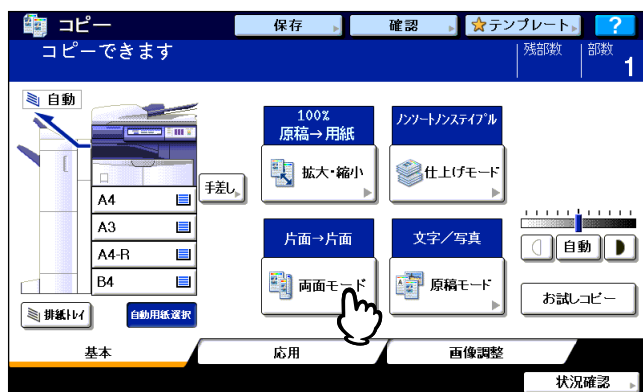 コピー
保存
確認
テンプレート
?
コピーできます
残部数
部数
1
自動
100%
原稿→用紙
ノンソートノンステイプル
拡大・縮小
仕上げモード
手差し
A4
A3
A4-R
B4
片面→片面
文字/写真
両面モード
原稿モード
自動
お試しコピー
排紙トレイ
自動用紙選択
基本
応用
画像調整
状況確認